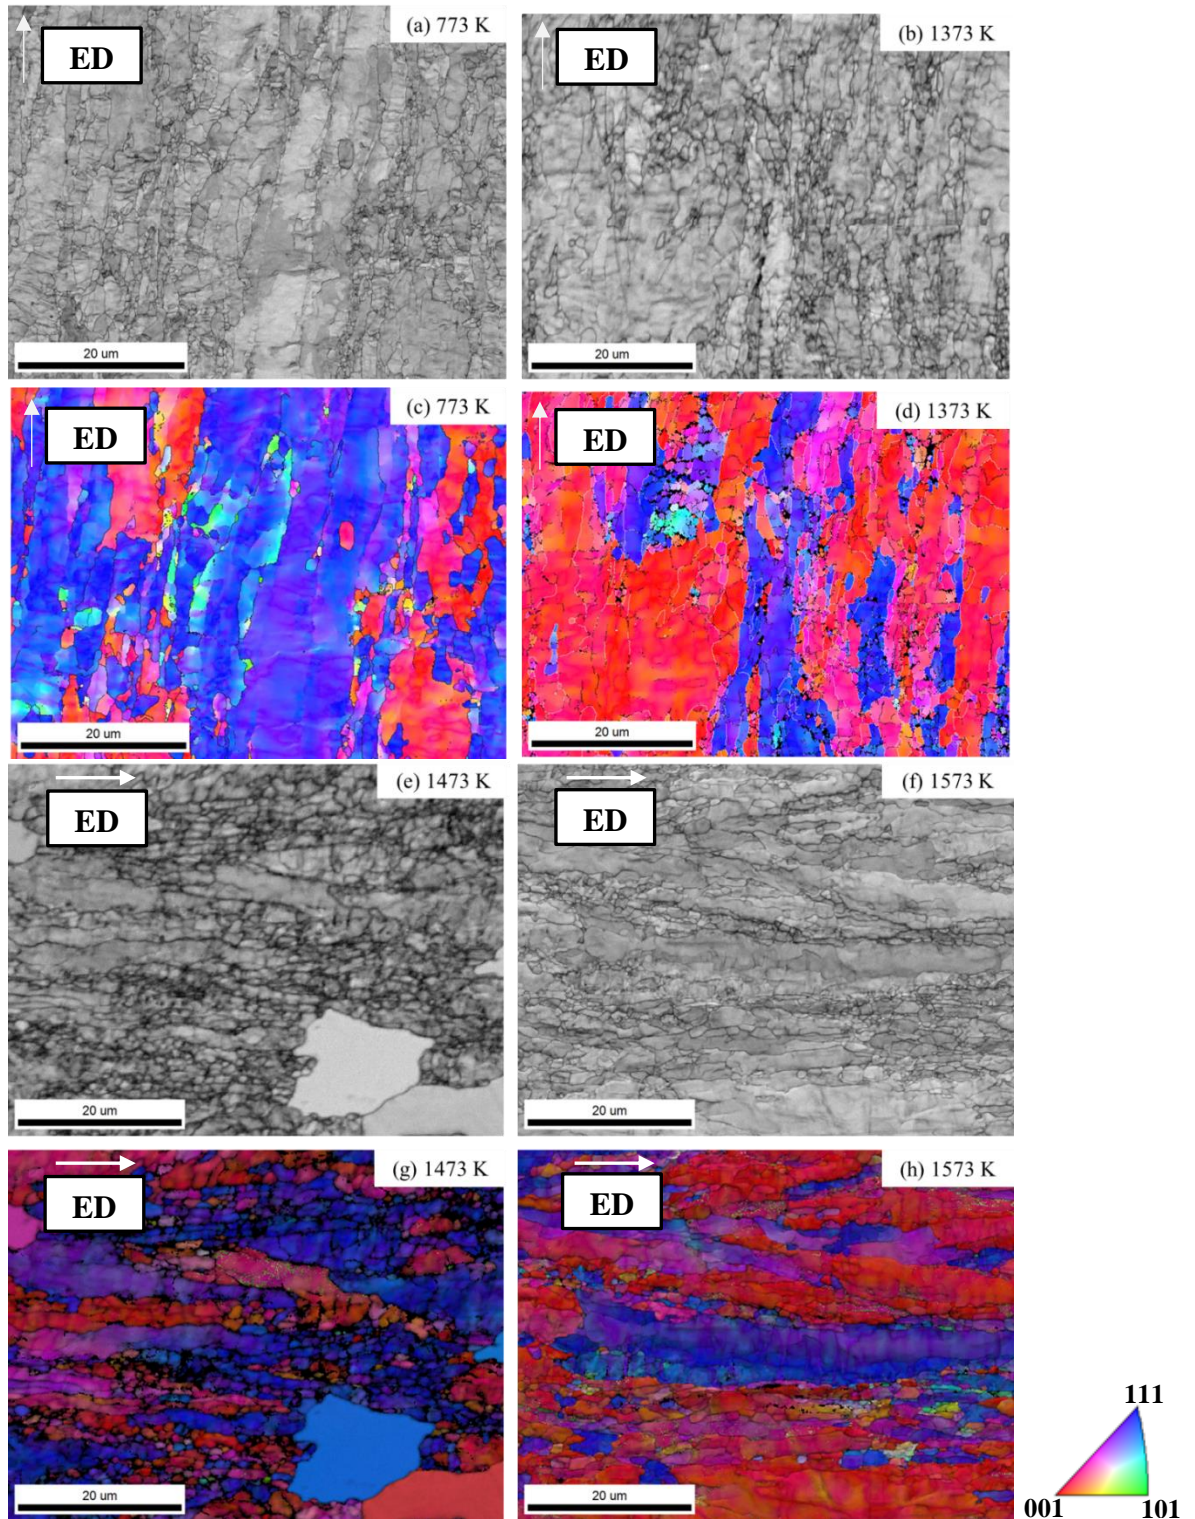 (a) 773 K
ED
20 um
(b) 1373 K
ED
20 um
(c) 773 K
ED
20 um
(d) 1373 K
ED
20 um
(e) 1473 K
ED
20 um
(f) 1573 K
ED
20 um
(g) 1473 K
ED
20 um
(h) 1573 K
ED
20 um
111
001
101